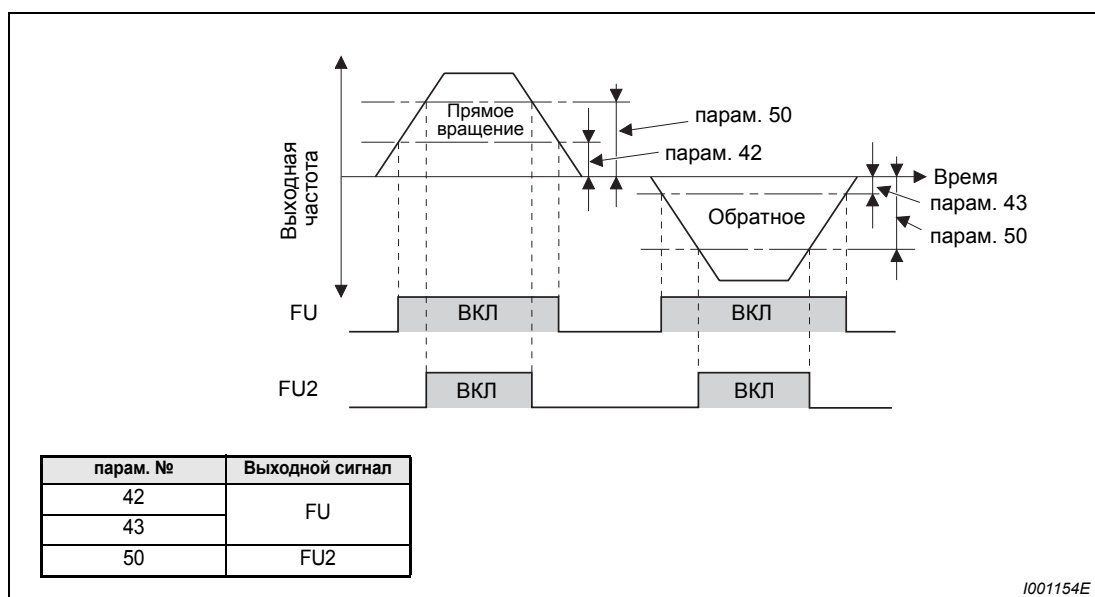 Выходная
частота
Прямое
вращение
парам. 50
парам. 42
Время
парам. 43
парам. 50
Обратное
FU
ВКЛ
ВКЛ
FU2
ВКЛ
ВКЛ
парам. №
Выходной сигнал
42
FU
43
50
FU2
I001154E